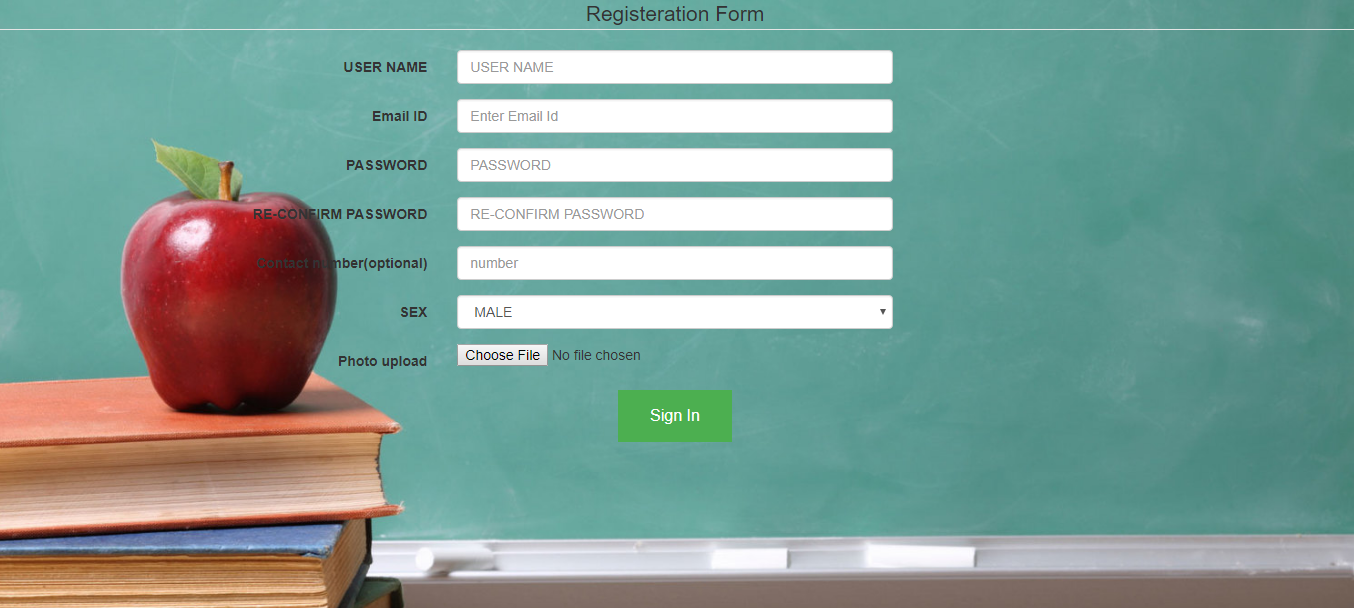 Registeration Form
USER NAME USER NAME
Email ID Enter Email Id
PASSWORD PASSWORD
RE-CONFIRM PASSWORD RE-CONFIRM PASSWORD
Contact number(optional) number
SEX MALE
Photo upload Choose File No file chosen
Sign In